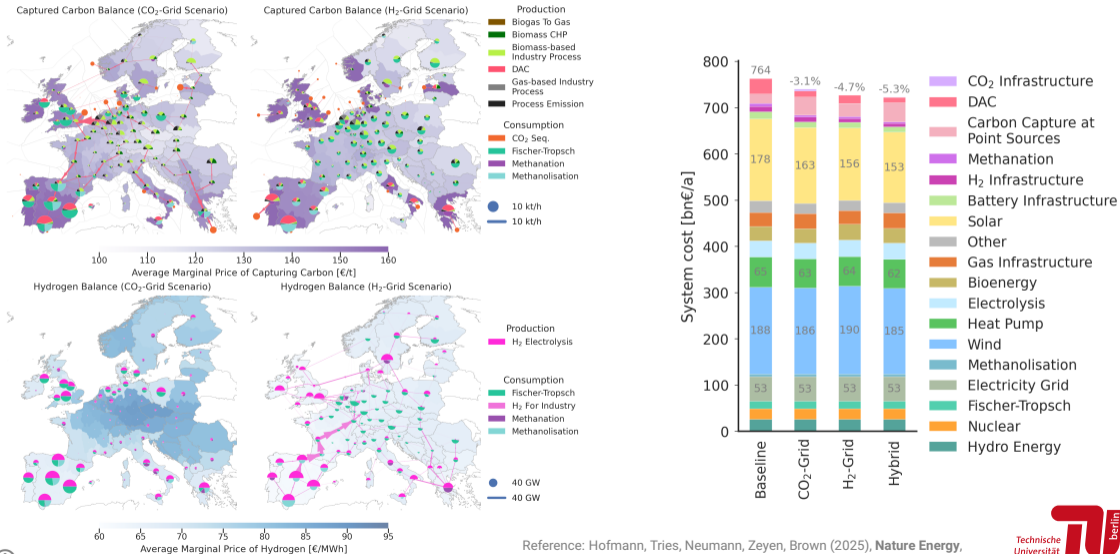 Captured Carbon Balance (CO₂-Grid Scenario)
Captured Carbon Balance (H₂-Grid Scenario)
Production
Biogas To Gas
Biomass CHP
Biomass-based
Industry Process
DAC
Gas-based Industry
Process
Process Emission
Consumption
CO₂ Seq.
Fischer-Tropsch
Methanation
Methanolisation
10 kt/h
10 kt/h
100 110 120 130 140 150 160
Average Marginal Price of Capturing Carbon [€/t]
Hydrogen Balance (CO₂-Grid Scenario)
Hydrogen Balance (H₂-Grid Scenario)
Production
H₂ Electrolysis
Consumption
Fischer-Tropsch
H₂ For Industry
Methanation
Methanolisation
40 GW
40 GW
60 65 70 75 80 85 90 95
Average Marginal Price of Hydrogen [€/MWh]
System cost [bn€/a]
800
700
600
500
400
300
200
100
0
764
-3.1%
-4.7%
-5.3%
178 163 156 153
65 63 64 62
188 186 190 185
53 53 53 53
Baseline
CO₂-Grid
H₂-Grid
Hybrid
CO₂ Infrastructure
DAC
Carbon Capture at
Point Sources
Methanation
H₂ Infrastructure
Battery Infrastructure
Solar
Other
Gas Infrastructure
Bioenergy
Electrolysis
Heat Pump
Wind
Methanolisation
Electricity Grid
Fischer-Tropsch
Nuclear
Hydro Energy
Reference: Hofmann, Tries, Neumann, Zeyen, Brown (2025), Nature Energy,
Technische
Universität
berlin